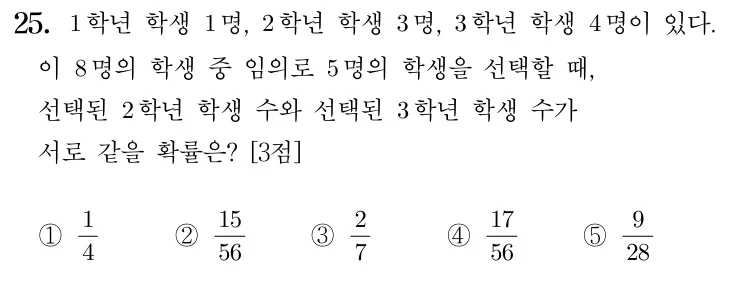 25. 1학년 학생 1명, 2학년 학생 3명, 3학년 학생 4명이 있다.
이 8명의 학생 중 임의로 5명의 학생을 선택할 때,
선택된 2학년 학생 수와 선택된 3학년 학생 수가
서로 같을 확률은? [3점]
① 1/4 ② 15/56 ③ 2/7 ④ 17/56 ⑤ 9/28